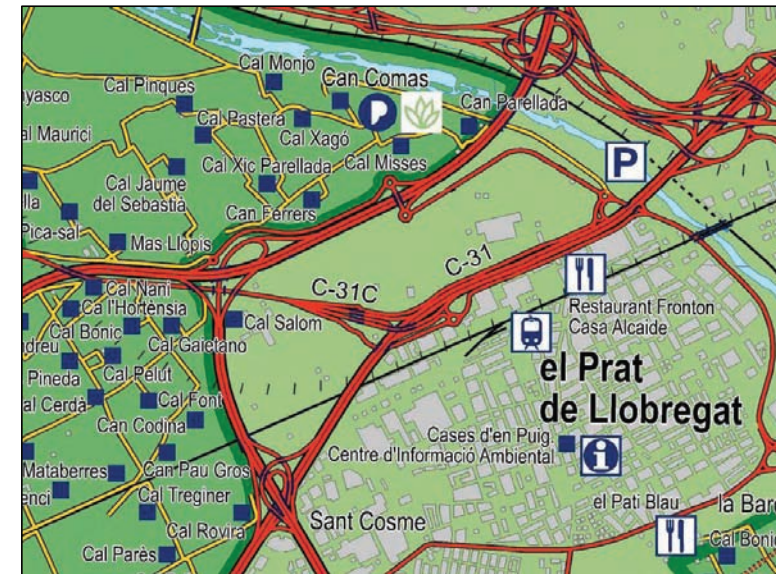 Cal Monjo
Cal Pinques
Can Comas
ayasco
Cal Pastera
Can Parellada
al Maurici
Cal Xagó
P
Cal Xic Parellada
Cal Misses
P
Cal Jaume
del Sebastià
lla
Can Ferrers
Pica-sal
Mas Llopis
C-31
C-31C
Cal Nani
Ca l'Hortènsia
Restaurant Fronton
Casa Alcaide
Cal Bonic
Cal Salom
ndreu
Cal Gaietano
Pineda
Cal Pelut
el Prat
de Llobregat
al Cerdà
Cal Font
Can Codina
Cases d'en Puig.
Centre d'Informació Ambiental
i
Mataberres
Can Pau Gros
ènci
Cal Treginer
el Pati Blau
la Bar
Cal Rovira
Sant Cosme
Cal Parès
Cal Bonic